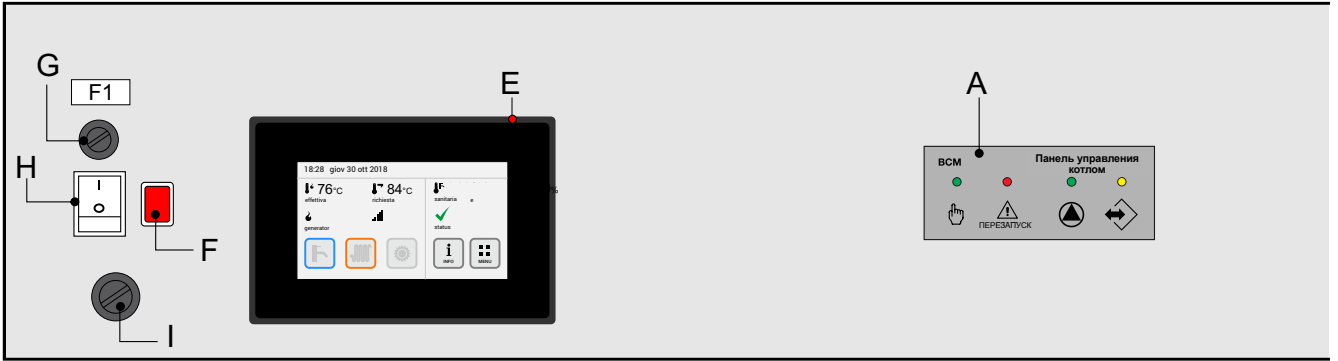 G
F1
E
A
H
F
I
18:28 giov 30 ott 2018
76°C
84°C
%
effettiva
richiesta
sanitaria e
generator
status
i
INFO
MENU
I
O
BCM
Панель управления
котлом
ПЕРЕЗАПУСК